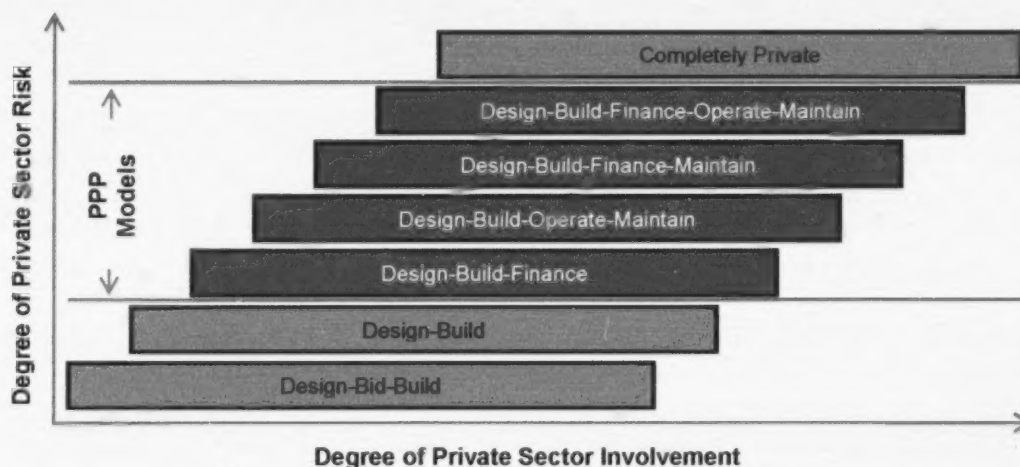 Degree of Private Sector Risk
PPP
Models
Completely Private
Design-Build-Finance-Operate-Maintain
Design-Build-Finance-Maintain
Design-Build-Operate-Maintain
Design-Build-Finance
Design-Build
Design-Bid-Build
Degree of Private Sector Involvement